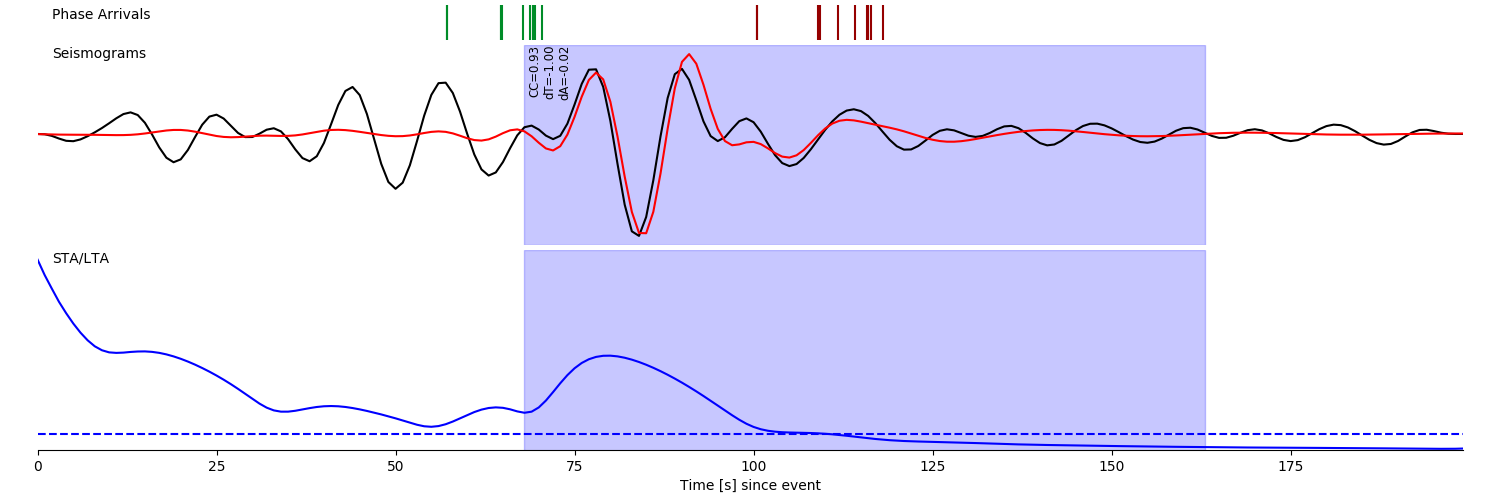 Phase Arrivals
Seismograms
CC=0.93
dT=-1.00
dA=-0.02
STA/LTA
0 25 50 75 100 125 150 175
Time [s] since event